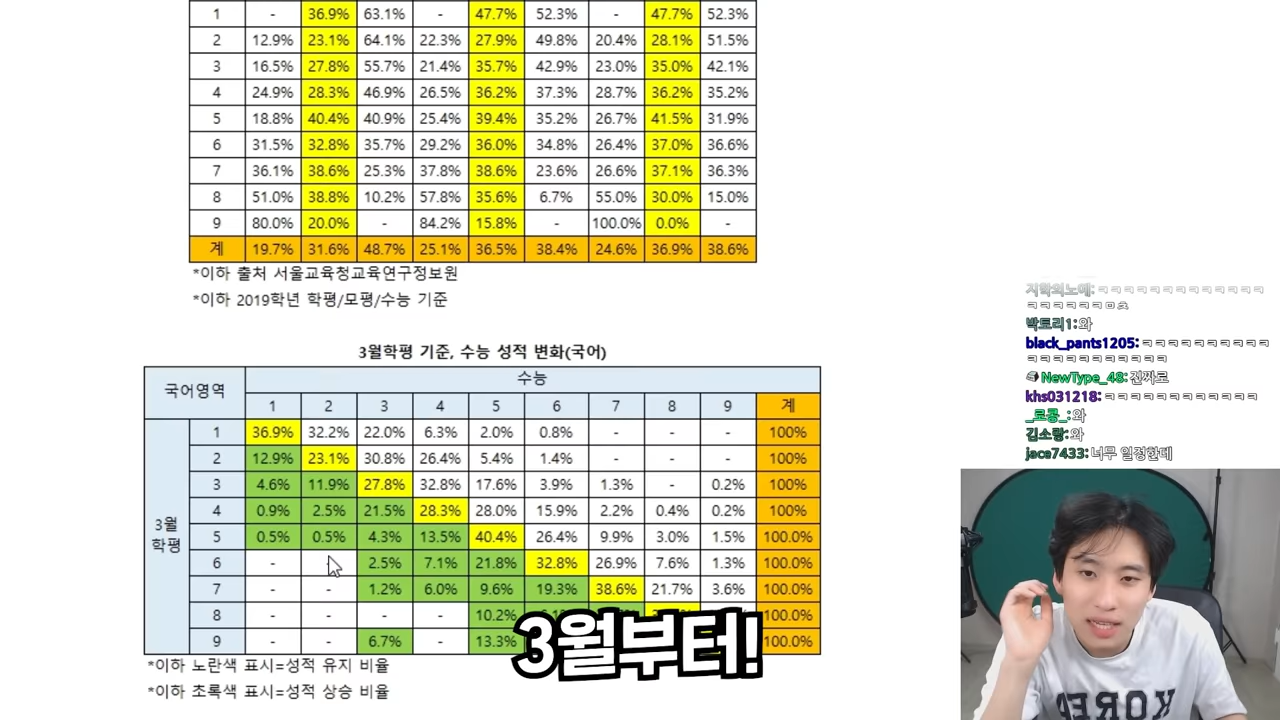 1 - 36.9% 63.1% - 47.7% 52.3% - 47.7% 52.3%
2 12.9% 23.1% 64.1% 22.3% 27.9% 49.8% 20.4% 28.1% 51.5%
3 16.5% 27.8% 55.7% 21.4% 35.7% 42.9% 23.0% 35.0% 42.1%
4 24.9% 28.3% 46.9% 26.5% 36.2% 37.3% 28.7% 36.2% 35.2%
5 18.8% 40.4% 40.9% 25.4% 39.4% 35.2% 26.7% 41.5% 31.9%
6 31.5% 32.8% 35.7% 29.2% 36.0% 34.8% 26.4% 37.0% 36.6%
7 36.1% 38.6% 25.3% 37.8% 38.6% 23.6% 26.6% 37.1% 36.3%
8 51.0% 38.8% 10.2% 57.8% 35.6% 6.7% 55.0% 30.0% 15.0%
9 80.0% 20.0% - 84.2% 15.8% - 100.0% 0.0% -
계 19.7% 31.6% 48.7% 25.1% 36.5% 38.4% 24.6% 36.9% 38.6%
*이하 출처 서울교육청교육연구정보원
*이하 2019학년 학평/모평/수능 기준
3월학평 기준, 수능 성적 변화(국어)
국어영역 수능
1 2 3 4 5 6 7 8 9 계
3월
학평
1 36.9% 32.2% 22.0% 6.3% 2.0% 0.8% - - - 100%
2 12.9% 23.1% 30.8% 26.4% 5.4% 1.4% - - - 100%
3 4.6% 11.9% 27.8% 32.8% 17.6% 3.9% 1.3% - 0.2% 100%
4 0.9% 2.5% 21.5% 28.3% 28.0% 15.9% 2.2% 0.4% 0.2% 100%
5 0.5% 0.5% 4.3% 13.5% 40.4% 26.4% 9.9% 3.0% 1.5% 100.0%
6 - 2.5% 7.1% 21.8% 32.8% 26.9% 7.6% 1.3% 100.0%
7 - - 1.2% 6.0% 9.6% 19.3% 38.6% 21.7% 3.6% 100.0%
8 - - - - 10.2% 100.0%
9 - - 6.7% - 13.3% 100.0%
3월부터!
*이하 노란색 표시=성적 유지 비율
*이하 초록색 표시=성적 상승 비율
지학의노예: ㅋㅋㅋㅋㅋㅋㅋㅋㅋㅋㅋㅋㅋ
ㅋㅋㅋㅋㅋㅋㅁㅊ
박토리1: 와
black_pants1205: ㅋㅋㅋㅋㅋㅋㅋㅋㅋㅋ
ㅋㅋㅋㅋㅋㅋㅋㅋㅋㅋㅋ
NewType_48: 진짜로
khs031218: ㅋㅋㅋㅋㅋㅋㅋㅋㅋㅋㅋㅋ
_로콩_: 와
김소랑: 와
jaca7433: 너무 일정한데